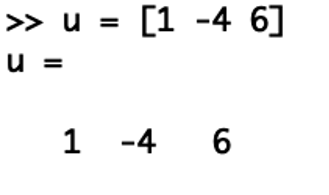 >> u = [1 -4 6]
u =
1 -4 6